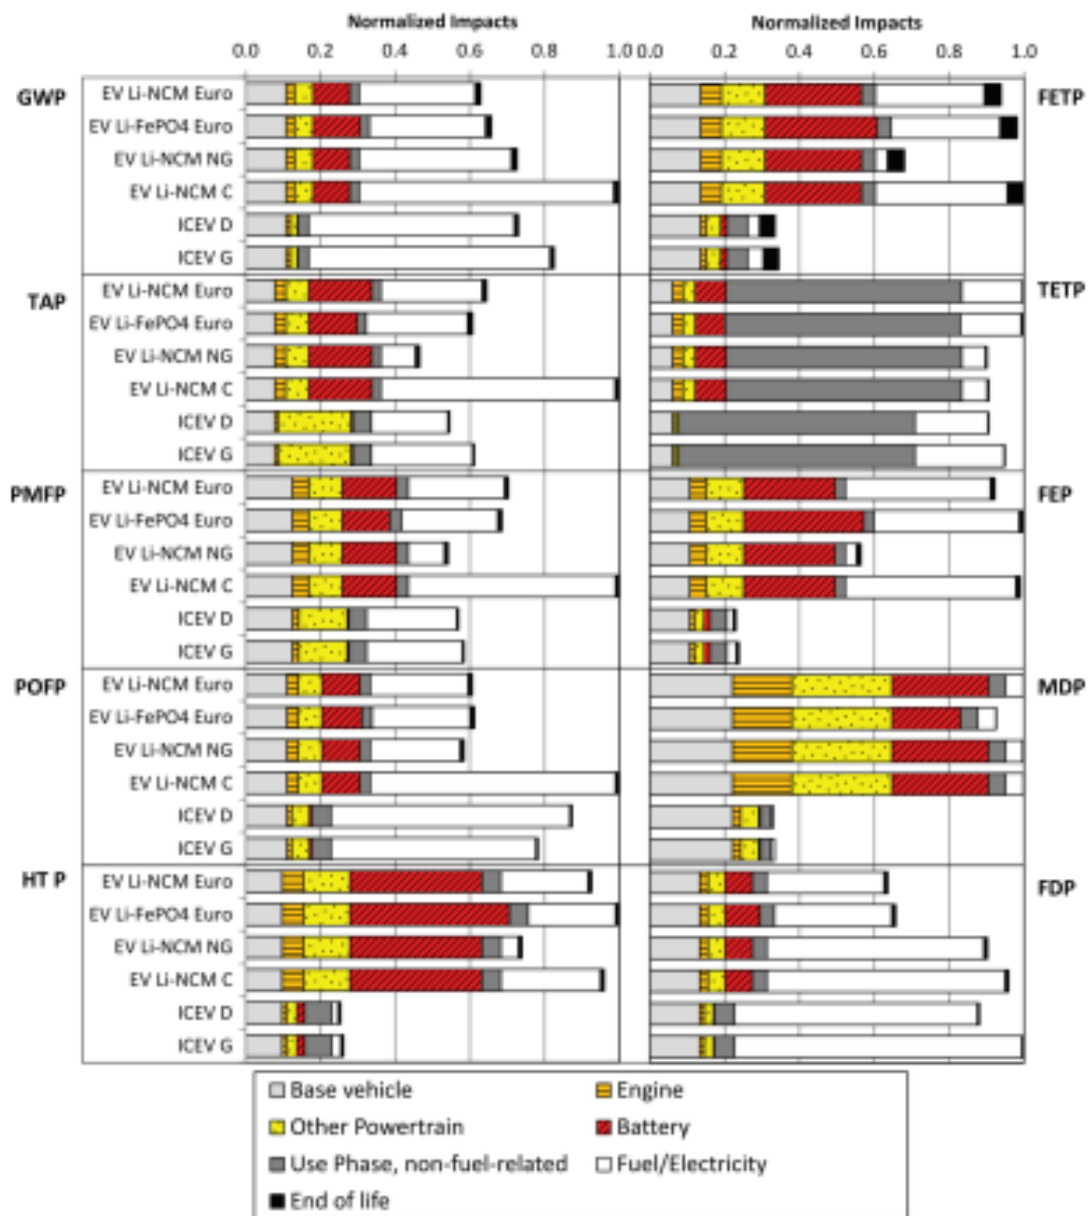 Normalized Impacts Normalized Impacts
0.0 0.2 0.4 0.6 0.8 1.0 0.0 0.2 0.4 0.6 0.8 1.0
GWP EV Li-NCM Euro FETP
EV Li-FePO4 Euro
EV Li-NCM NG
EV Li-NCM C
ICEV D
ICEV G
TAP EV Li-NCM Euro TETP
EV Li-FePO4 Euro
EV Li-NCM NG
EV Li-NCM C
ICEV D
ICEV G
PMFP EV Li-NCM Euro FEP
EV Li-FePO4 Euro
EV Li-NCM NG
EV Li-NCM C
ICEV D
ICEV G
POFP EV Li-NCM Euro MDP
EV Li-FePO4 Euro
EV Li-NCM NG
EV Li-NCM C
ICEV D
ICEV G
HT P EV Li-NCM Euro FDP
EV Li-FePO4 Euro
EV Li-NCM NG
EV Li-NCM C
ICEV D
ICEV G
Base vehicle Engine
Other Powertrain Battery
Use Phase, non-fuel-related Fuel/Electricity
End of life